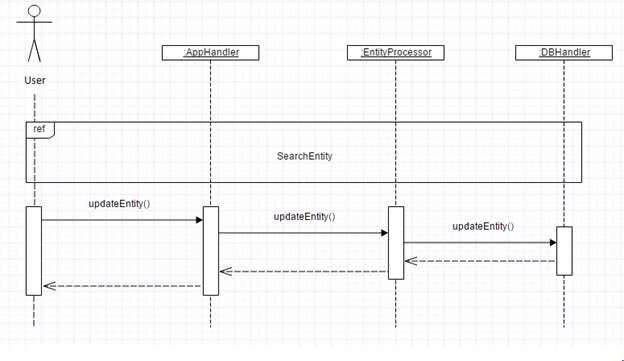 :AppHandler
:EntityProcessor
:DBHandler
User
ref
SearchEntity
updateEntity()
updateEntity()
updateEntity()